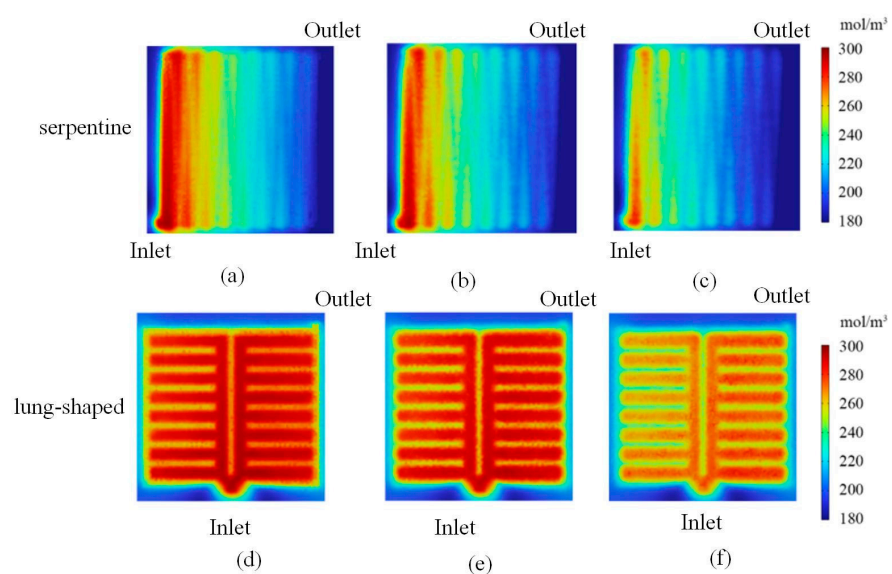 Outlet
Outlet
Outlet
mol/m³
300
280
260
240
220
200
180
serpentine
Inlet
Inlet
Inlet
(a)
(b)
(c)
Outlet
Outlet
Outlet
mol/m³
300
280
260
240
220
200
180
lung-shaped
Inlet
Inlet
Inlet
(d)
(e)
(f)